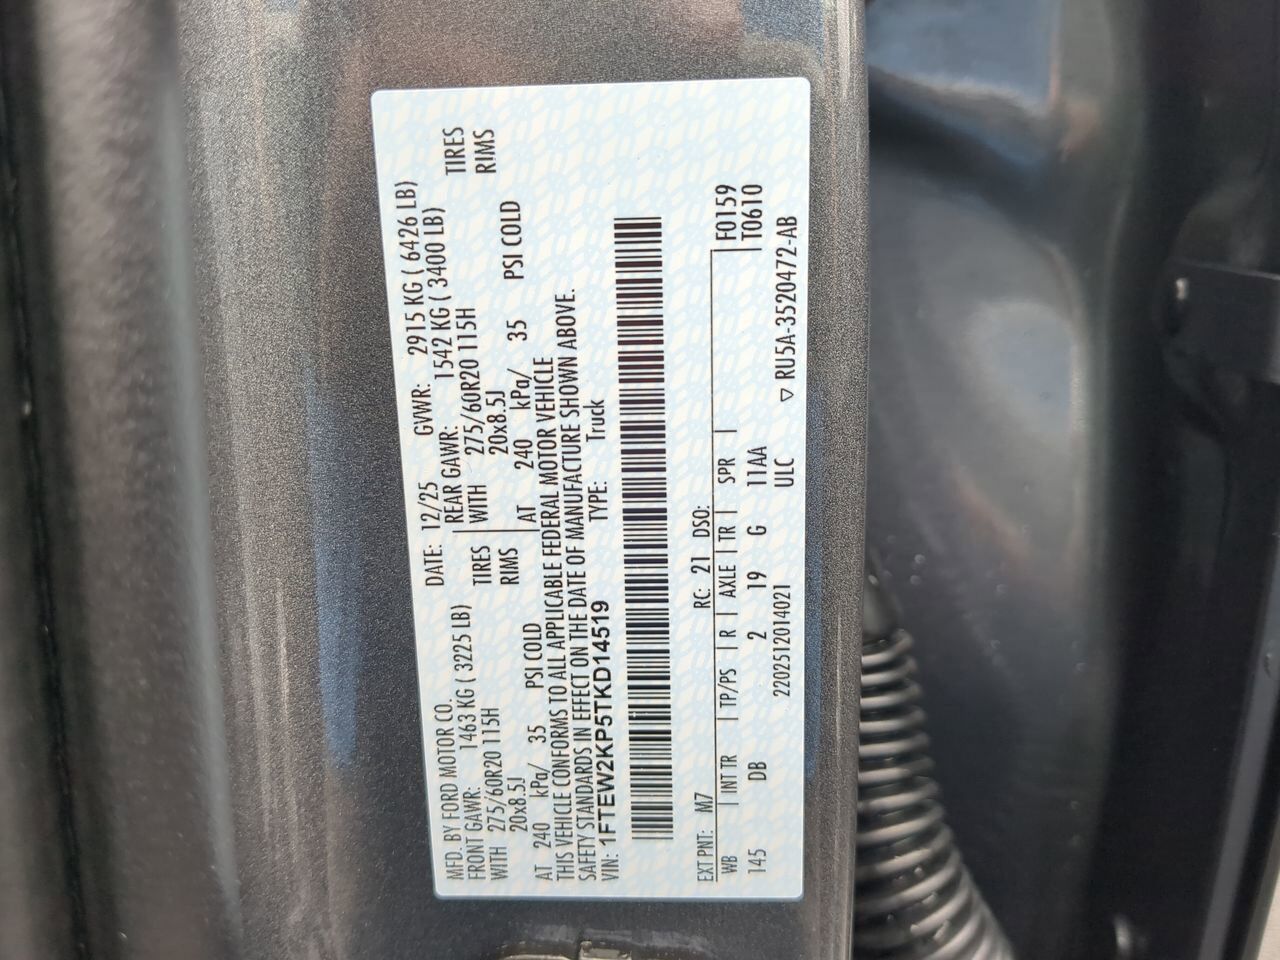 MFD. BY FORD MOTOR CO.
DATE: 12/25 GVWR: 2915 KG ( 6426 LB)
FRONT GAWR: 1463 KG ( 3225 LB) REAR GAWR: 1542 KG ( 3400 LB)
WITH 275/60R20 115H TIRES WITH 275/60R20 115H TIRES
20x8.5J RIMS 20x8.5J RIMS
AT 240 kPa/ 35 PSI COLD AT 240 kPa/ 35 PSI COLD
THIS VEHICLE CONFORMS TO ALL APPLICABLE FEDERAL MOTOR VEHICLE
SAFETY STANDARDS IN EFFECT ON THE DATE OF MANUFACTURE SHOWN ABOVE.
VIN: 1FTEW2KP5TKD14519 TYPE: Truck
EXT PNT: M7 RC: 21 DSO:
WB INT TR TP/PS R AXLE TR SPR F0159
145 DB 2 19 G 11AA T0610
2202512014021 ULC ▽ RU5A-3520472-AB